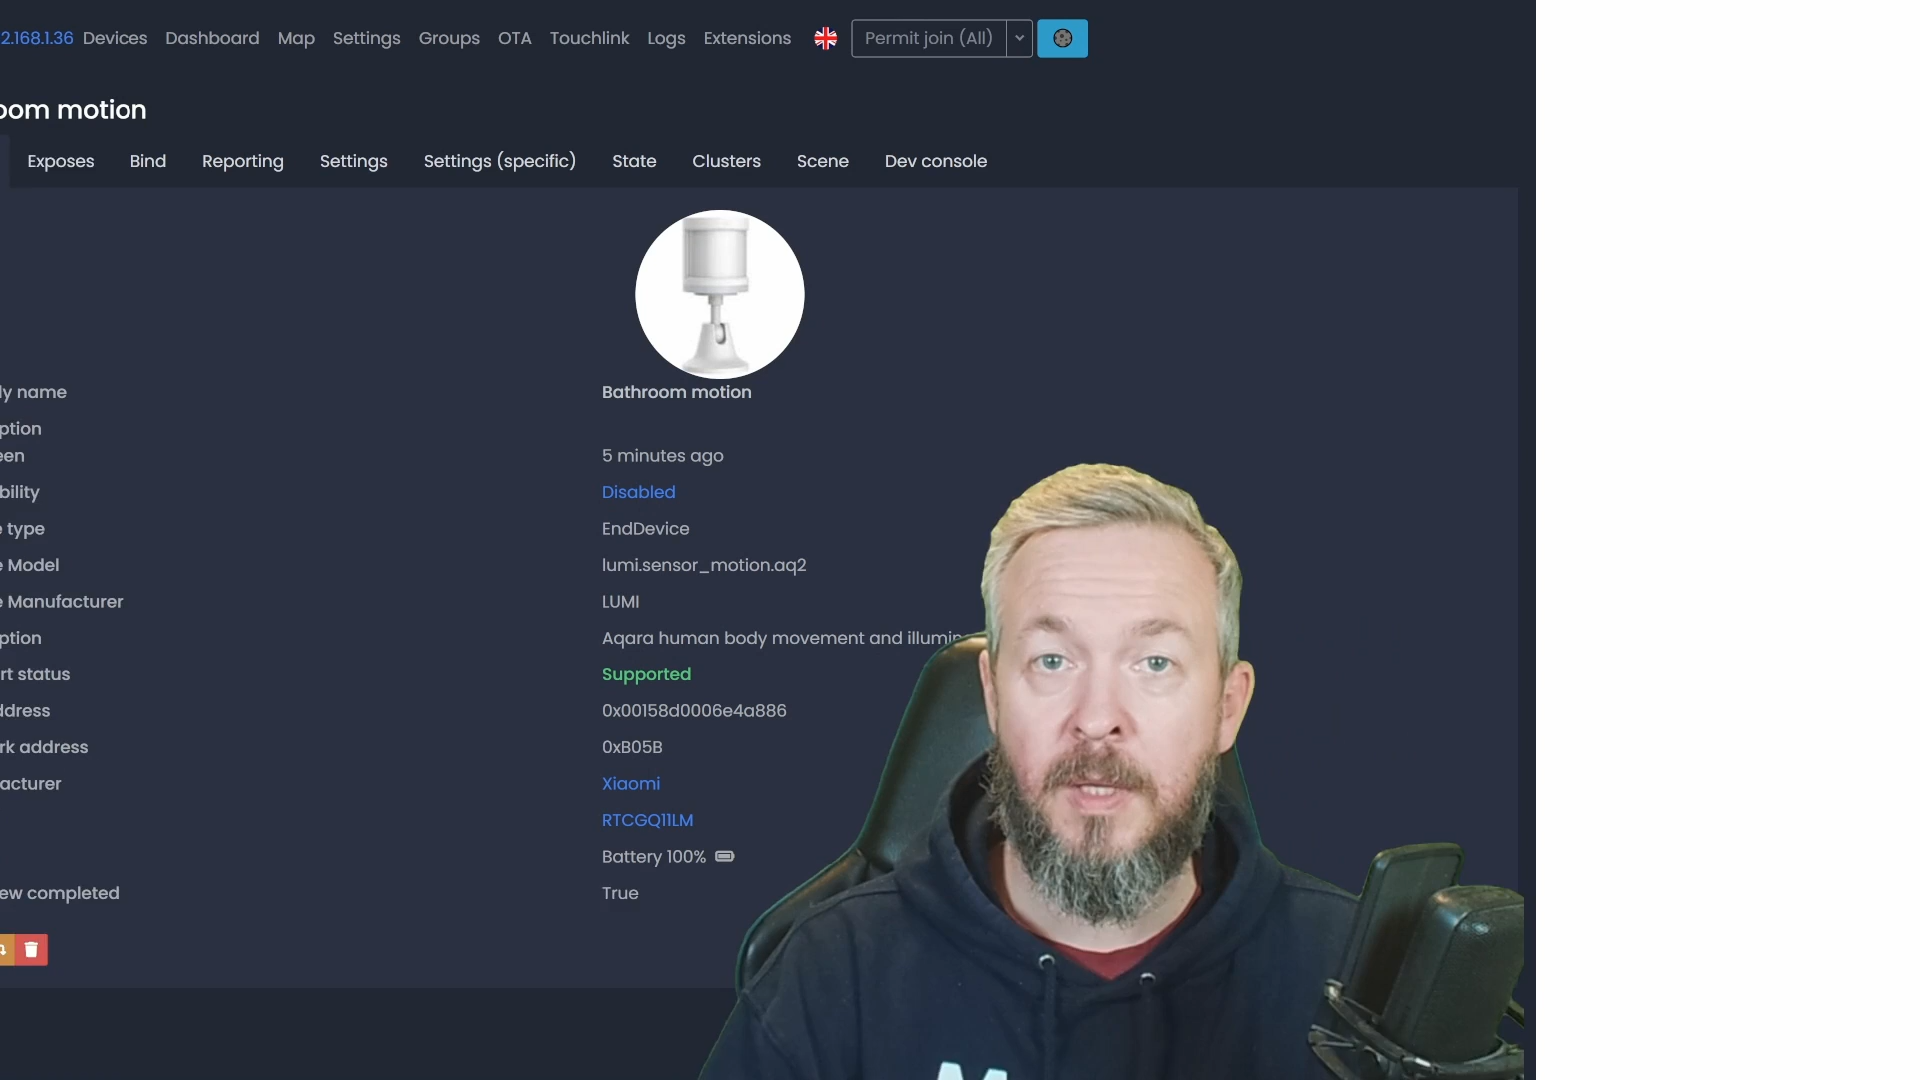 2.168.1.36 Devices Dashboard Map Settings Groups OTA Touchlink Logs Extensions Permit join (All)
oom motion
Exposes Bind Reporting Settings Settings (specific) State Clusters Scene Dev console
ly name Bathroom motion
ption
een 5 minutes ago
bility Disabled
e type EndDevice
e Model lumi.sensor_motion.aq2
e Manufacturer LUMI
ption Aqara human body movement and illumin
rt status Supported
ddress 0x00158d0006e4a886
rk address 0xB05B
acturer Xiaomi
RTCGQ11LM
Battery 100%
ew completed True